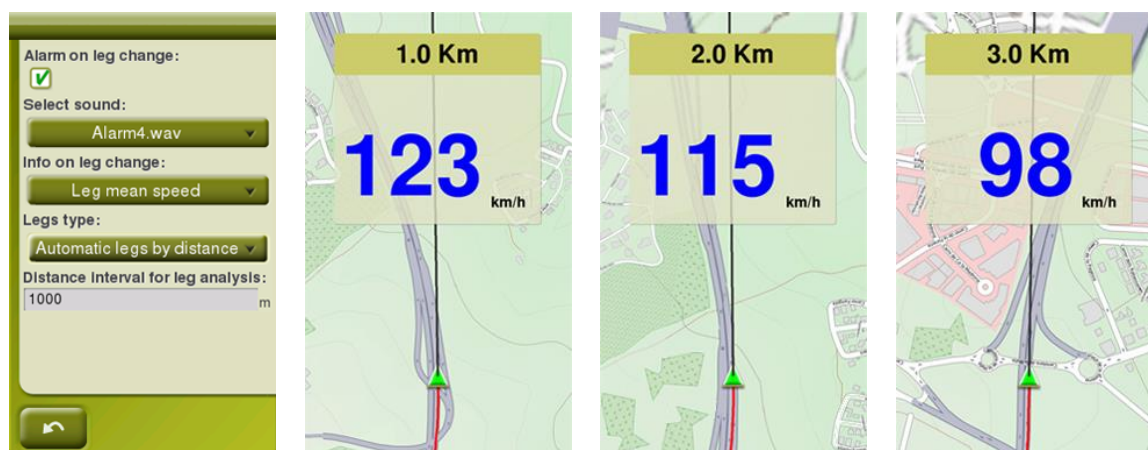 Alarm on leg change:
Select sound:
Alarm4.wav
Info on leg change:
Leg mean speed
Legs type:
Automatic legs by distance
Distance interval for leg analysis:
1000
m
1.0 Km
123
km/h
2.0 Km
115
km/h
3.0 Km
98
km/h